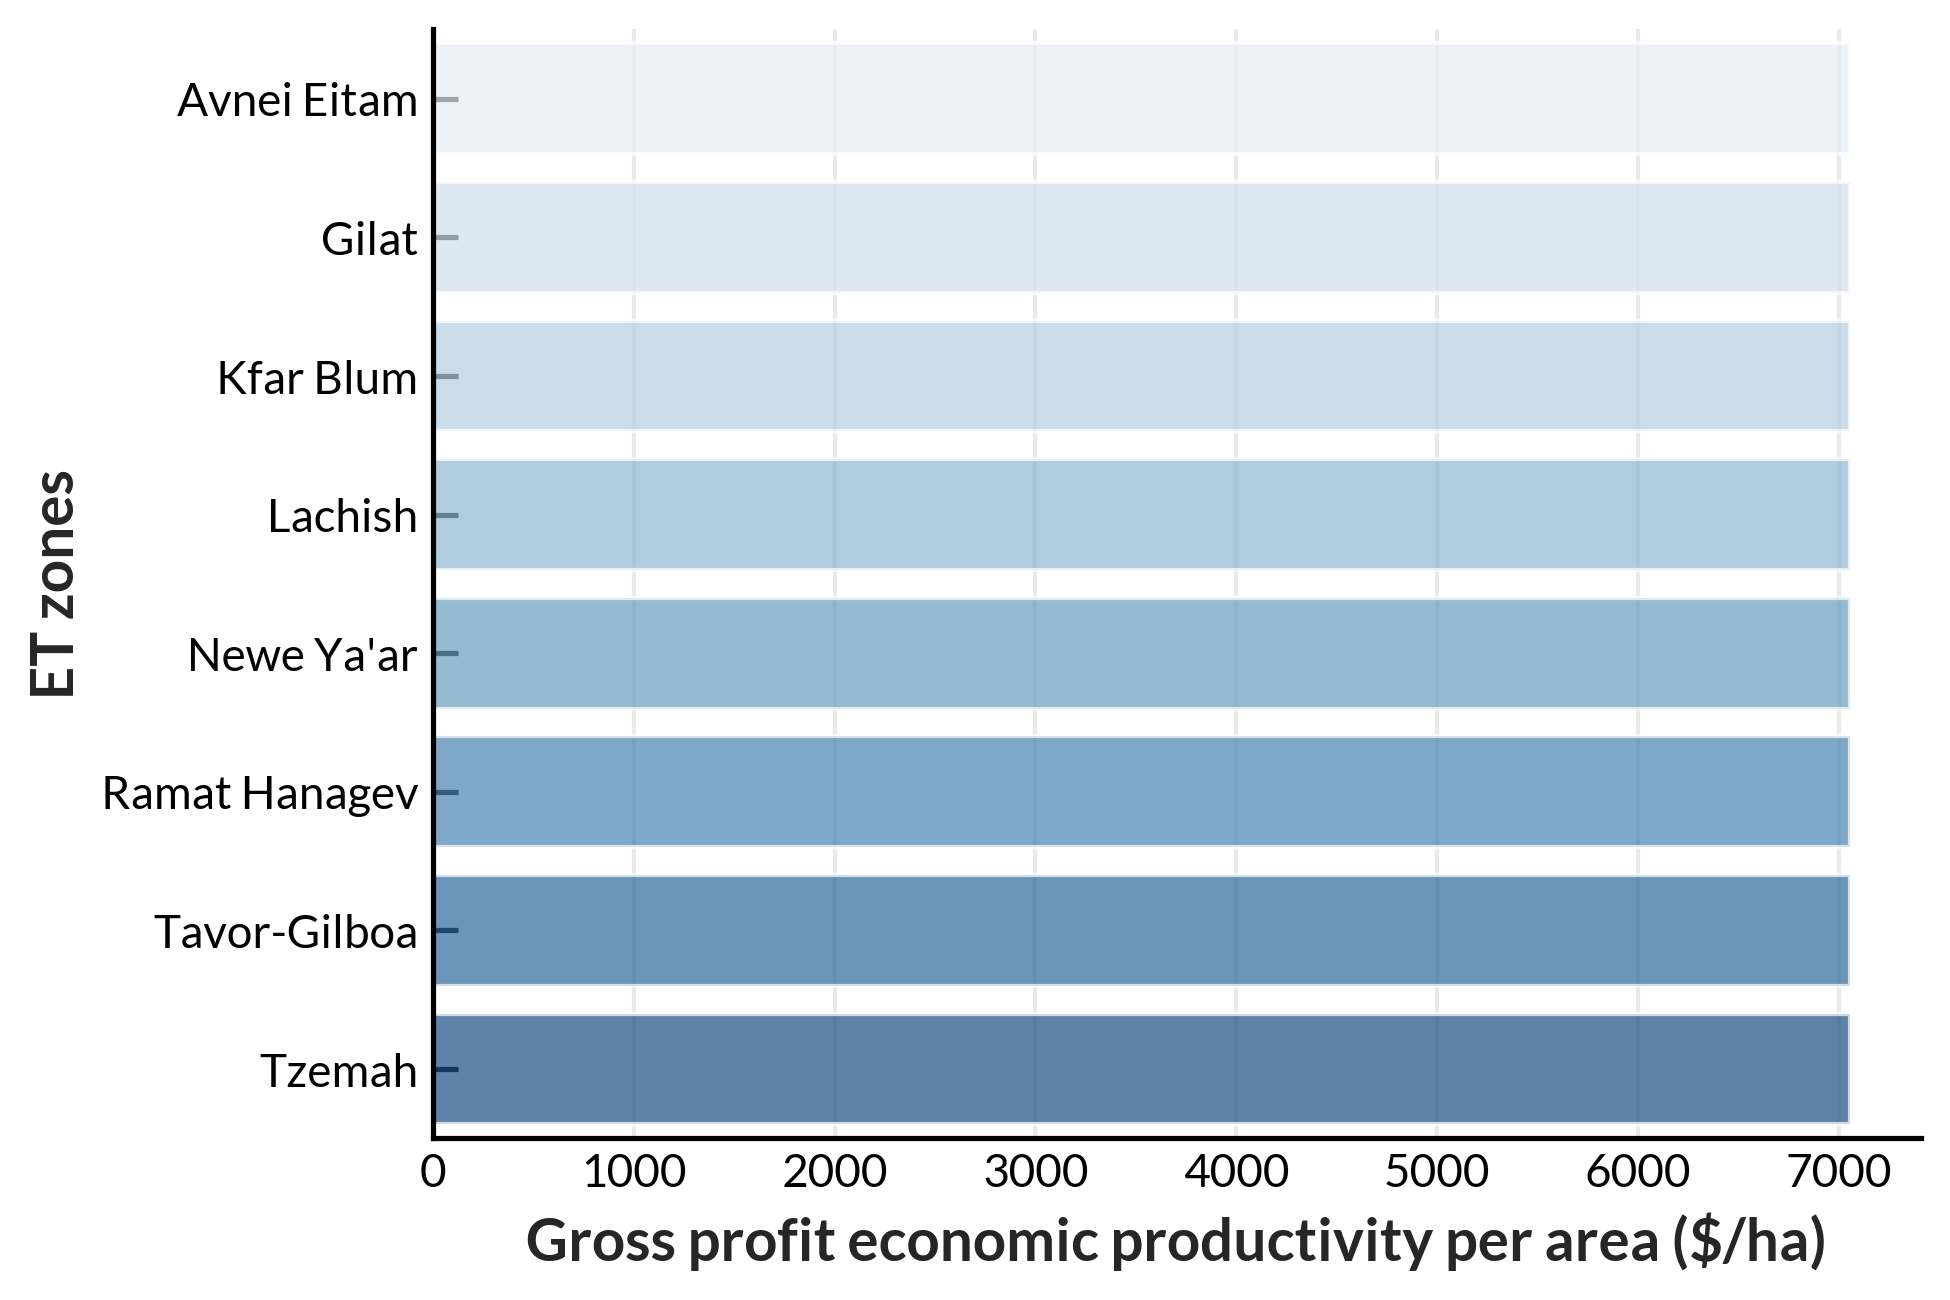 Avnei Eitam
Gilat
Kfar Blum
Lachish
Newe Ya'ar
Ramat Hanagev
Tavor-Gilboa
Tzemah
ET zones
0 1000 2000 3000 4000 5000 6000 7000
Gross profit economic productivity per area ($/ha)